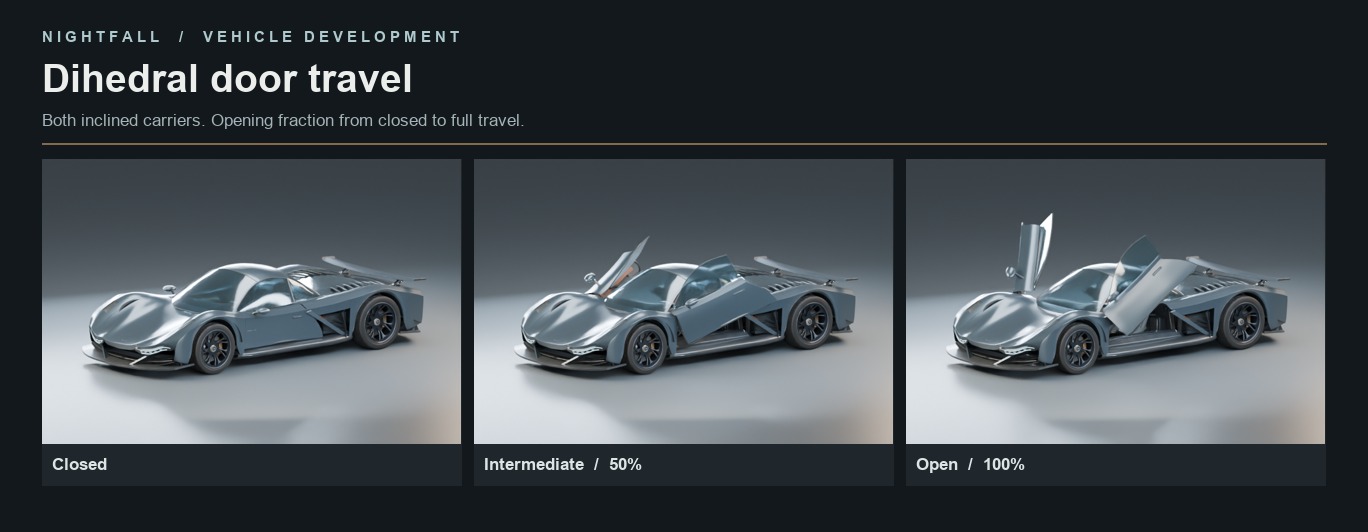 NIGHTFALL / VEHICLE DEVELOPMENT
Dihedral door travel
Both inclined carriers. Opening fraction from closed to full travel.
Closed
Intermediate / 50%
Open / 100%